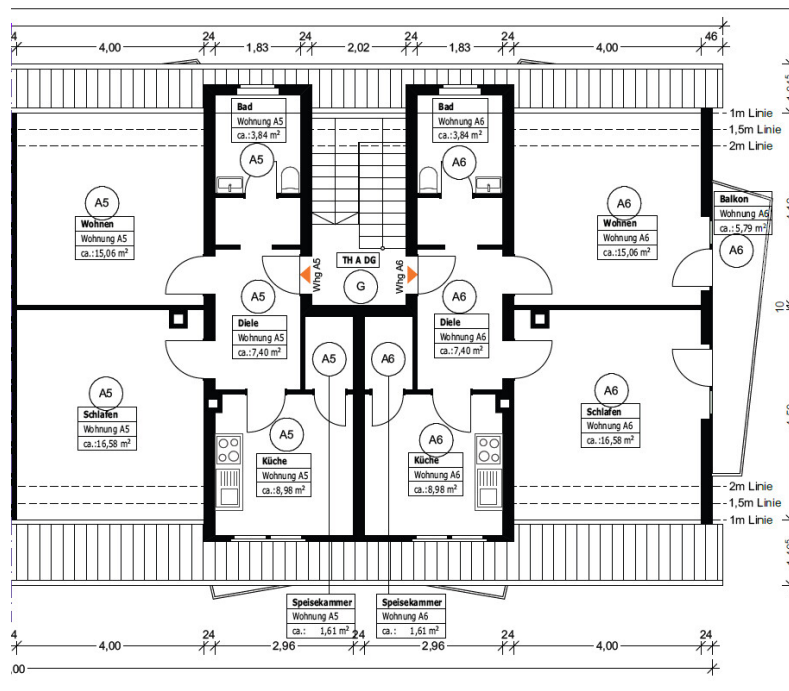 4 24 24 24 24 24 46
4,00 1,83 2,02 1,83 4,00
Bad
Wohnung A5
ca.:3,84 m²
A5
Bad
Wohnung A6
ca.:3,84 m²
A6
1m Linie
1,5m Linie
2m Linie
A5
Wohnen
Wohnung A5
ca.:15,06 m²
A6
Wohnen
Wohnung A6
ca.:15,06 m²
Balkon
Wohnung A6
ca.:5,79 m²
A6
Whg A5
TH A DG
G
Whg A6
A5
Diele
Wohnung A5
ca.:7,40 m²
A6
Diele
Wohnung A6
ca.:7,40 m²
10
A5
A6
A5
Schlafen
Wohnung A5
ca.:16,58 m²
A6
Schlafen
Wohnung A6
ca.:16,58 m²
A5
Küche
Wohnung A5
ca.:8,98 m²
A6
Küche
Wohnung A6
ca.:8,98 m²
2m Linie
1,5m Linie
1m Linie
Speisekammer
Wohnung A5
ca.: 1,61 m²
Speisekammer
Wohnung A6
ca.: 1,61 m²
4 24 24 24 24
4,00 2,96 2,96 4,00
,00